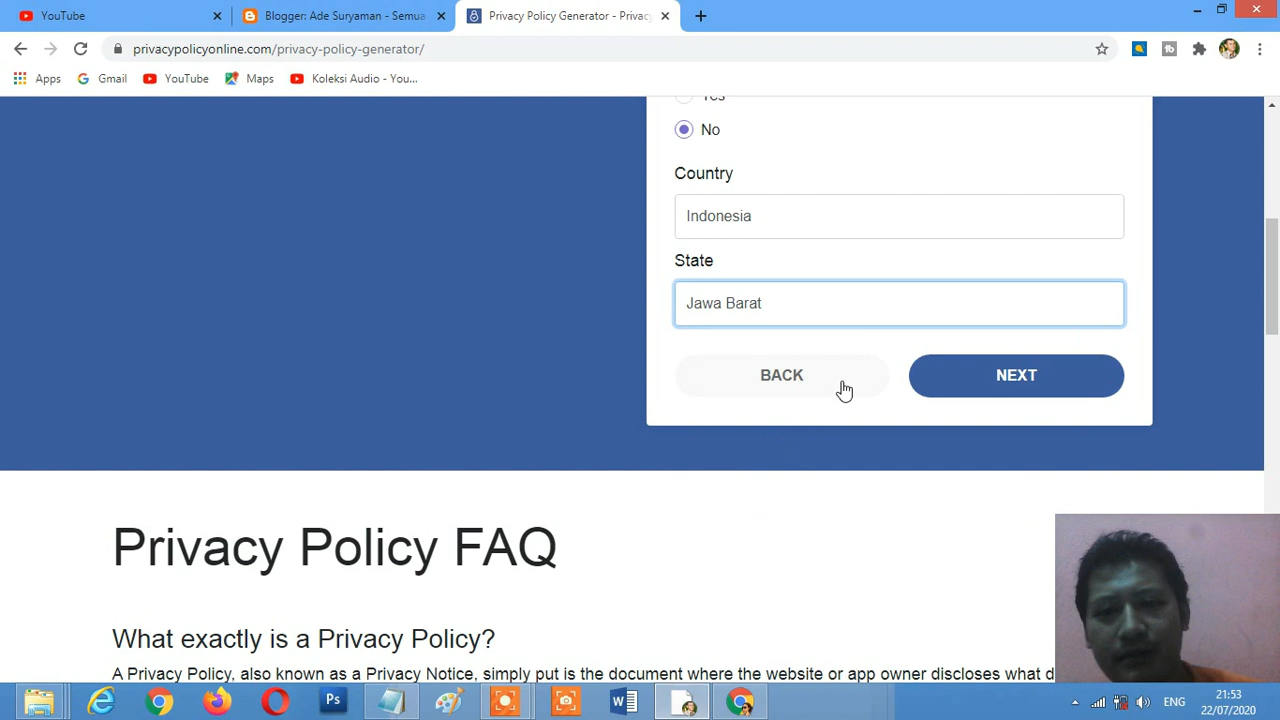 YouTube
Blogger: Ade Suryaman - Semua
Privacy Policy Generator - Privacy
privacypolicyonline.com/privacy-policy-generator/
Apps
Gmail
YouTube
Maps
Koleksi Audio - You...
Yes
No
Country
Indonesia
State
Jawa Barat
BACK
NEXT
Privacy Policy FAQ
What exactly is a Privacy Policy?
A Privacy Policy, also known as a Privacy Notice, simply put is the document where the website or app owner discloses what d
Ps
ENG
21:53
22/07/2020